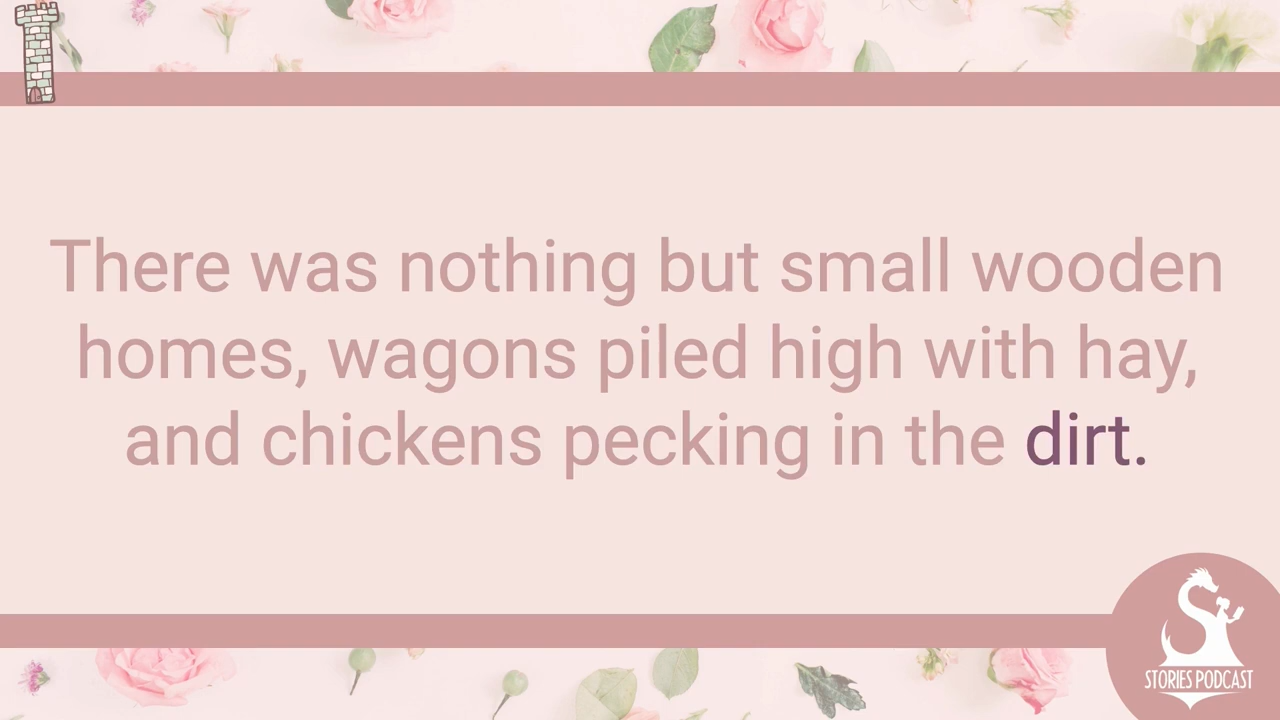 There was nothing but small wooden
homes, wagons piled high with hay,
and chickens pecking in the dirt.
STORIES PODCAST